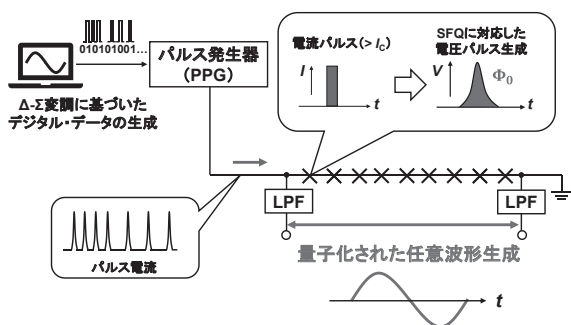 010101001...
Δ-Σ変調に基づいた
デジタル・データの生成
パルス発生器
(PPG)
電流パルス(> Ic)
I
t
SFQに対応した
電圧パルス生成
V
Φ0
t
LPF
LPF
パルス電流
量子化された任意波形生成
t